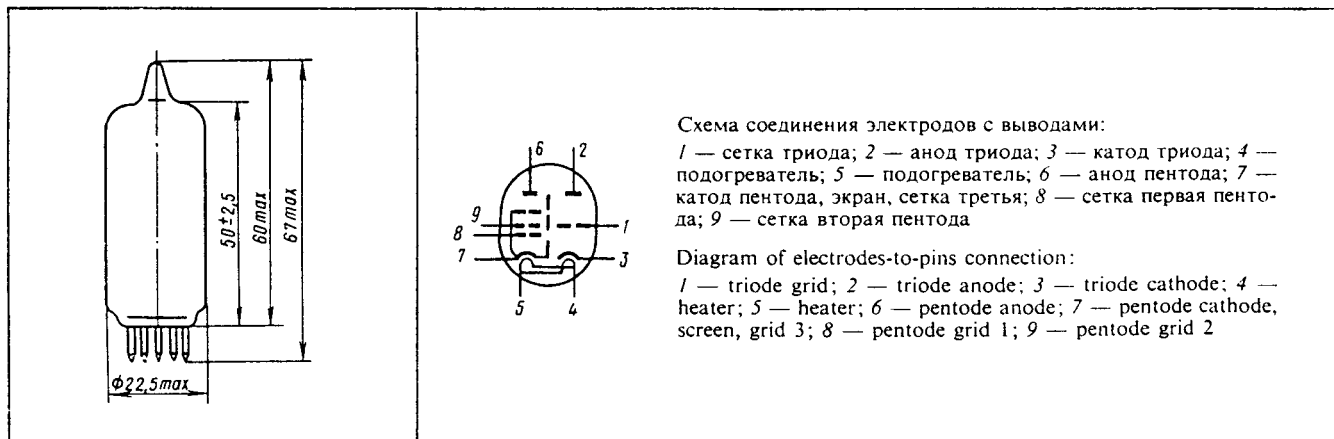 50±2,5
60max
67max
ф22,5max
6
2
9
8
7
1
3
5
4
Схема соединения электродов с выводами:
1 — сетка триода; 2 — анод триода; 3 — катод триода; 4 —
подогреватель; 5 — подогреватель; 6 — анод пентода; 7 —
катод пентода, экран, сетка третья; 8 — сетка первая пенто-
да; 9 — сетка вторая пентода
Diagram of electrodes-to-pins connection:
1 — triode grid; 2 — triode anode; 3 — triode cathode; 4 —
heater; 5 — heater; 6 — pentode anode; 7 — pentode cathode,
screen, grid 3; 8 — pentode grid 1; 9 — pentode grid 2